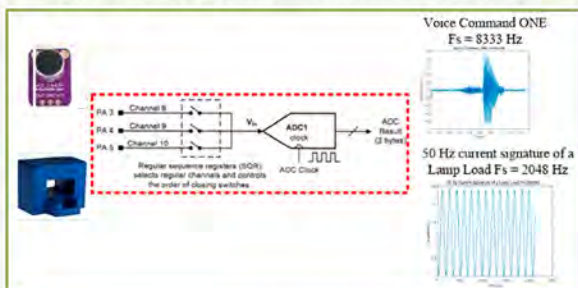 Voice Command ONE
Fs = 8333 Hz
PA 3 Channel 8
PA 4 Channel 9
PA 5 Channel 10
Vin
ADC1
clock
ADC
Result
(2 bytes)
Regular sequence registers (SQR)
selects regular channels and controls
the order of closing switches
ADC Clock
50 Hz current signature of a
Lamp Load Fs = 2048 Hz